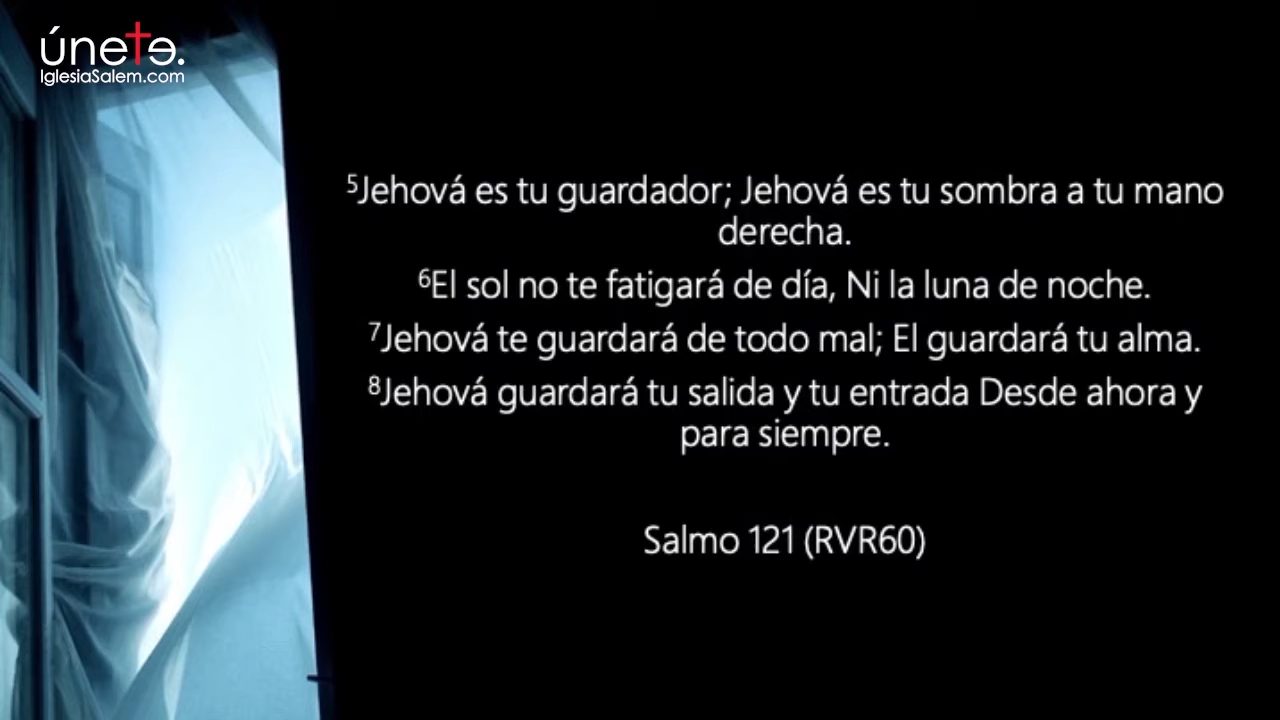 únete.
IglesiaSalem.com
⁵Jehová es tu guardador; Jehová es tu sombra a tu mano
derecha.
⁶El sol no te fatigará de día, Ni la luna de noche.
⁷Jehová te guardará de todo mal; El guardará tu alma.
⁸Jehová guardará tu salida y tu entrada Desde ahora y
para siempre.
Salmo 121 (RVR60)